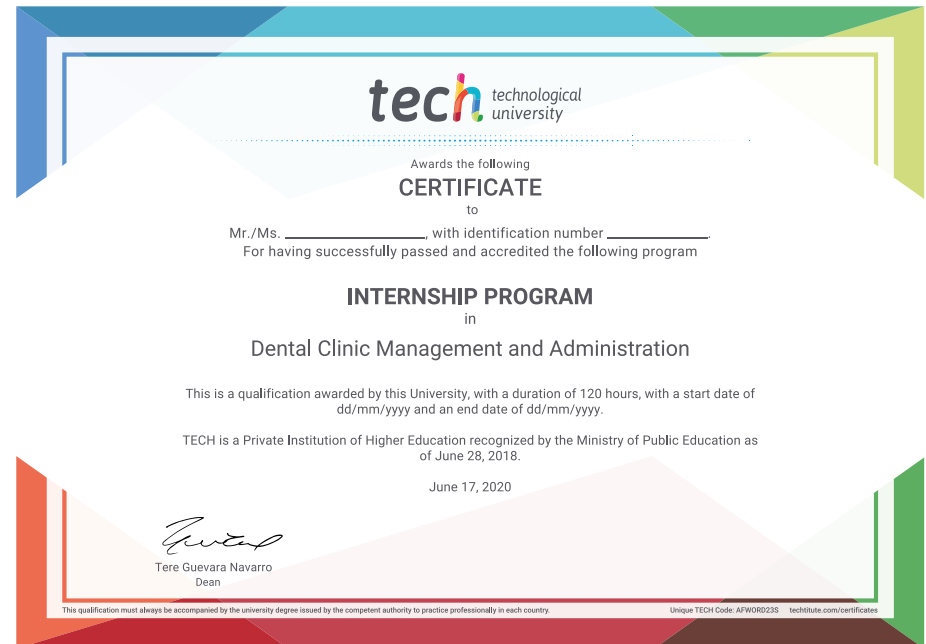 tech technological
university
Awards the following
CERTIFICATE
to
Mr./Ms. ____________________, with identification number ______________.
For having successfully passed and accredited the following program
INTERNSHIP PROGRAM
in
Dental Clinic Management and Administration
This is a qualification awarded by this University, with a duration of 120 hours, with a start date of
dd/mm/yyyy and an end date of dd/mm/yyyy.
TECH is a Private Institution of Higher Education recognized by the Ministry of Public Education as
of June 28, 2018.
June 17, 2020
Tere Guevara Navarro
Dean
This qualification must always be accompanied by the university degree issued by the competent authority to practice professionally in each country.
Unique TECH Code: AFWORD23S techtitute.com/certificates